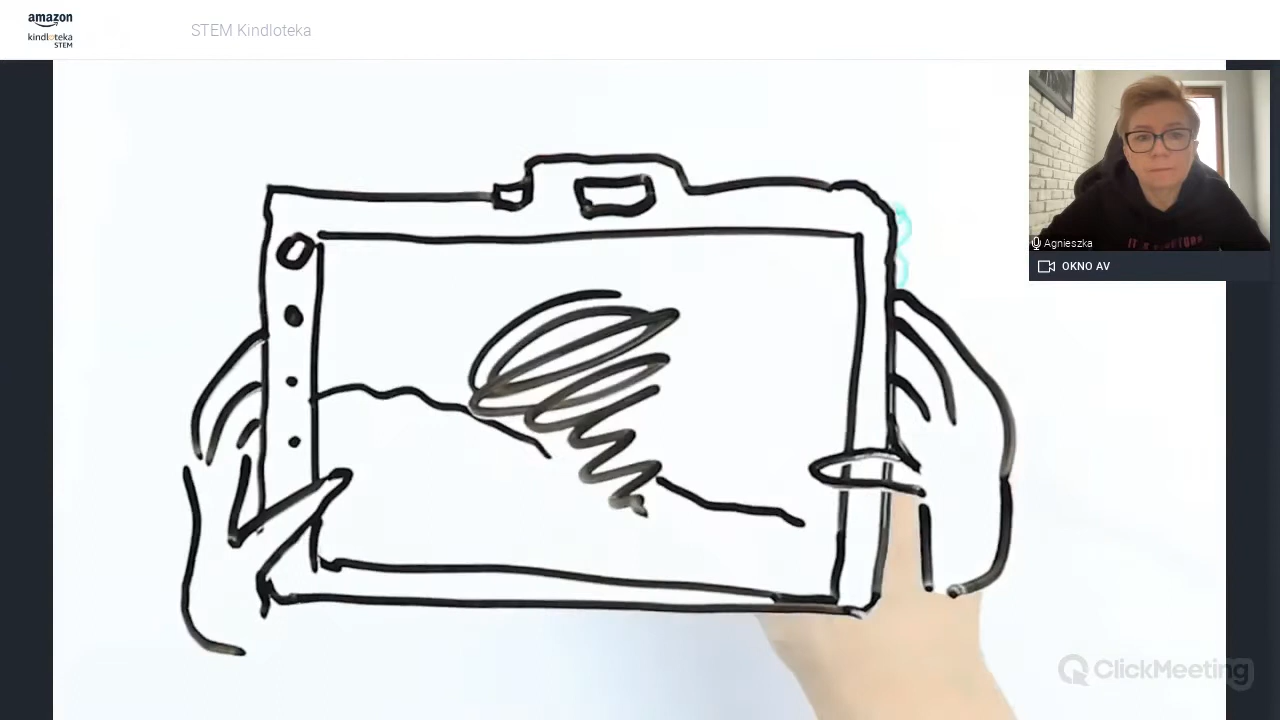 amazon
kindloteka
STEM
STEM Kindloteka
Agnieszka
OKNO AV
ClickMeeting